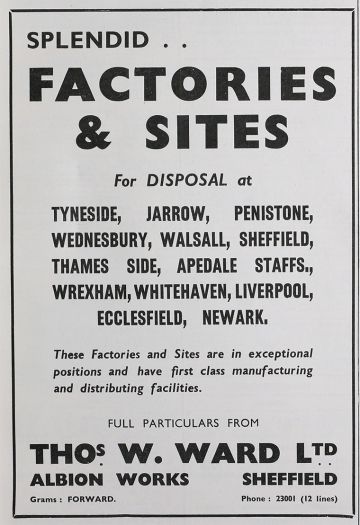 SPLENDID . .
FACTORIES
& SITES
For DISPOSAL at
TYNESIDE, JARROW, PENISTONE,
WEDNESBURY, WALSALL, SHEFFIELD,
THAMES SIDE, APEDALE STAFFS.,
WREXHAM, WHITEHAVEN, LIVERPOOL,
ECCLESFIELD, NEWARK.
These Factories and Sites are in exceptional
positions and have first class manufacturing
and distributing facilities.
FULL PARTICULARS FROM
THOS. W. WARD LTD
ALBION WORKS SHEFFIELD
Grams : FORWARD. Phone : 23001 (12 lines)